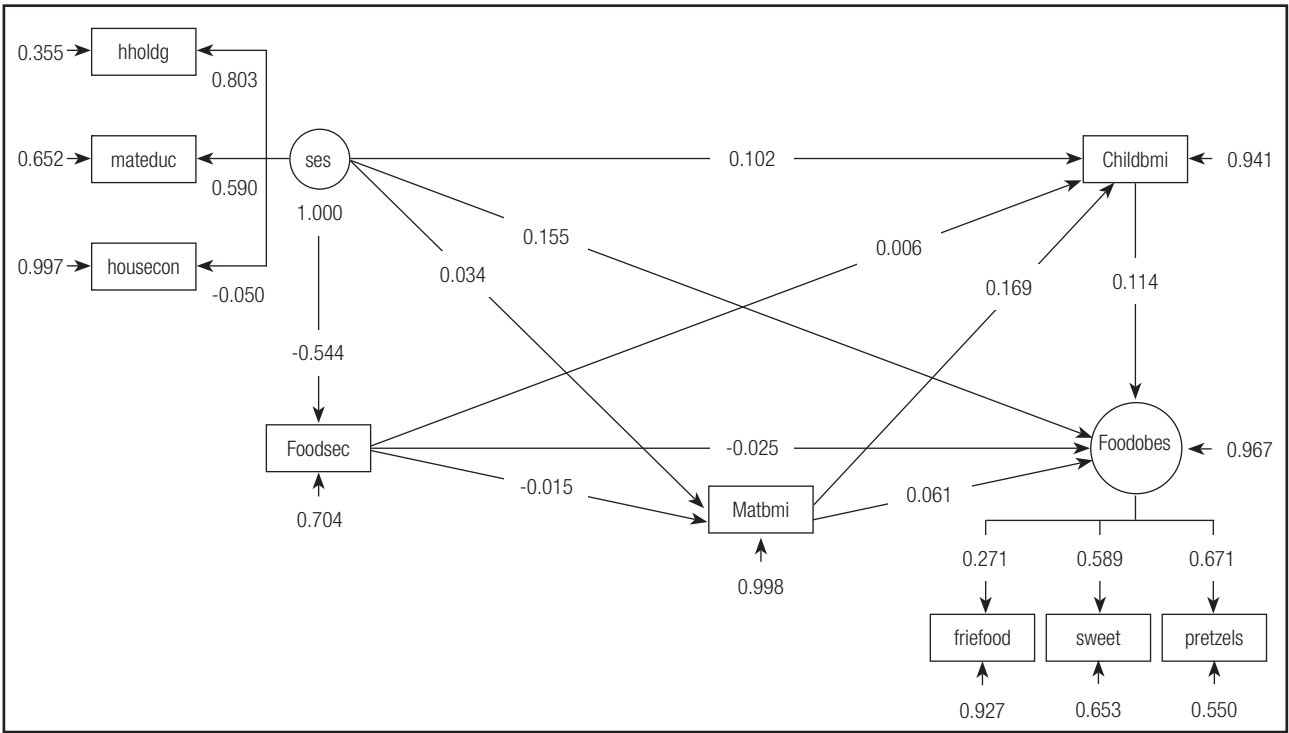 0.355
hholdg
0.803
0.652
mateduc
ses
0.102
Childbmi
0.941
0.590
1.000
0.155
0.006
0.997
housecon
-0.050
0.034
0.169
0.114
-0.544
Foodsec
-0.025
Foodobes
0.967
-0.015
0.061
0.704
Matbmi
0.998
0.271
0.589
0.671
friefood
sweet
pretzels
0.927
0.653
0.550